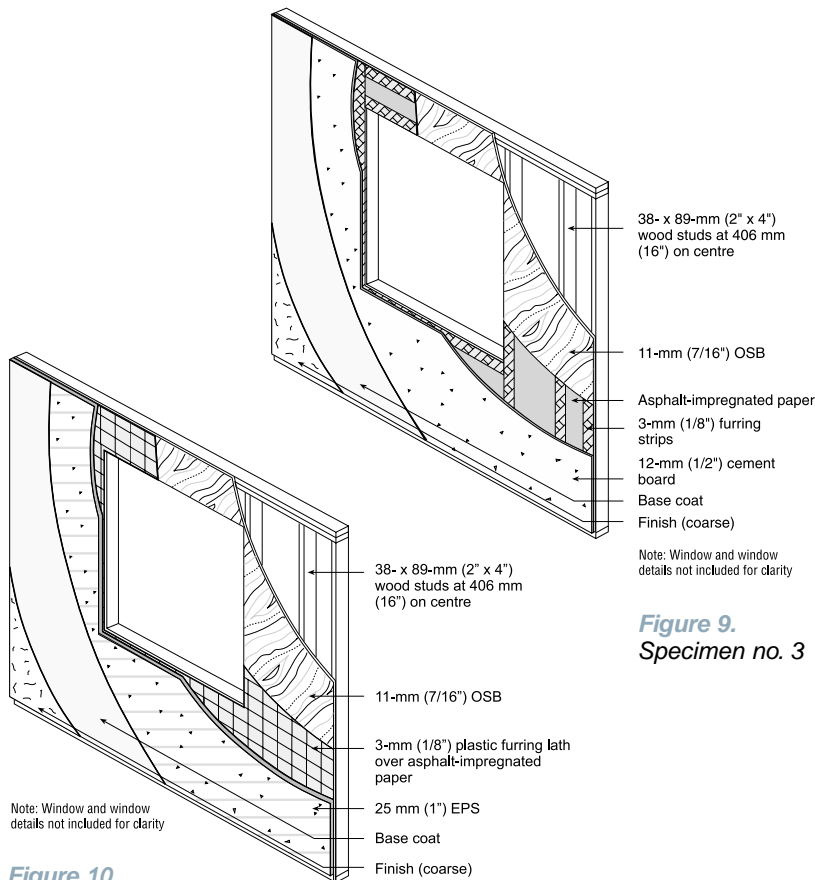 38- x 89-mm (2" x 4")
wood studs at 406 mm
(16") on centre
11-mm (7/16") OSB
Asphalt-impregnated paper
3-mm (1/8") furring
strips
12-mm (1/2") cement
board
Base coat
Finish (coarse)
Note: Window and window
details not included for clarity
Figure 9.
Specimen no. 3
38- x 89-mm (2” x 4”)
wood studs at 406 mm
(16”) on centre
11-mm (7/16”) OSB
3-mm (1/8”) plastic furring lath
over asphalt-impregnated
paper
25 mm (1”) EPS
Base coat
Finish (coarse)
Note: Window and window
details not included for clarity
Figure 10